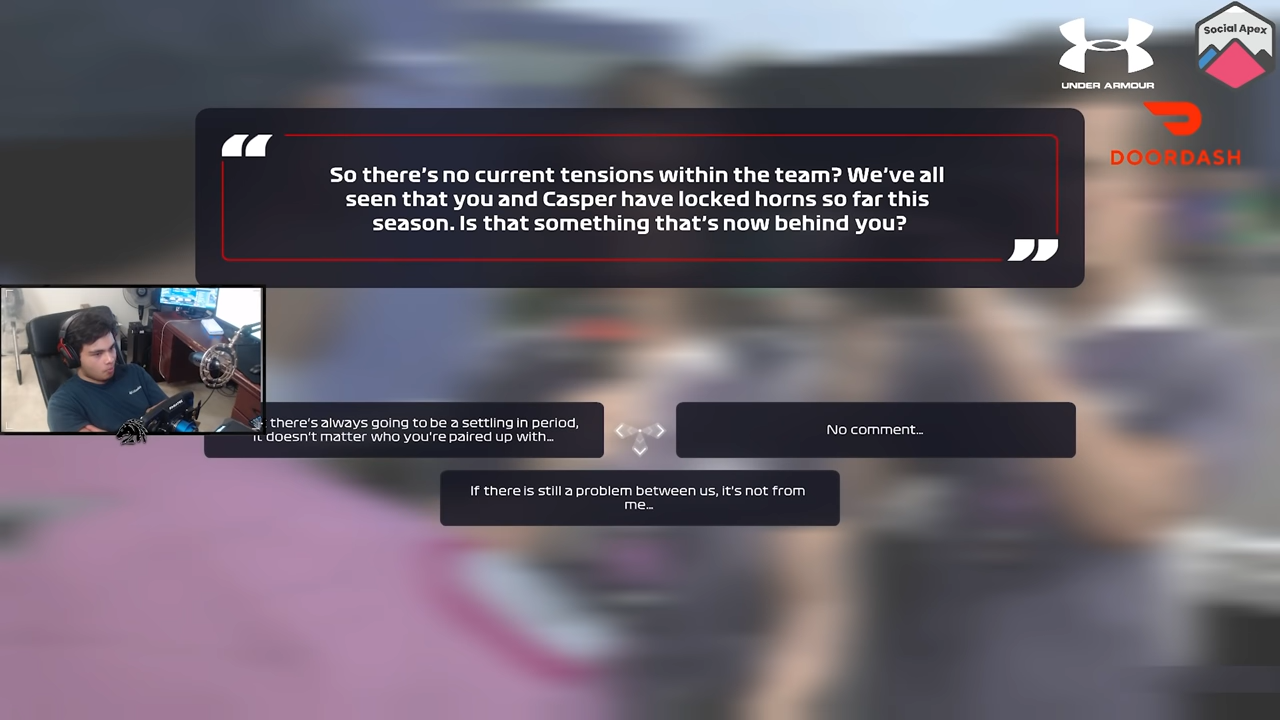 Social Apex
UNDER ARMOUR
DOORDASH
So there's no current tensions within the team? We've all
seen that you and Casper have locked horns so far this
season. Is that something that's now behind you?
there's always going to be a settling in period,
it doesn't matter who you're paired up with...
No comment...
If there is still a problem between us, it's not from
me...